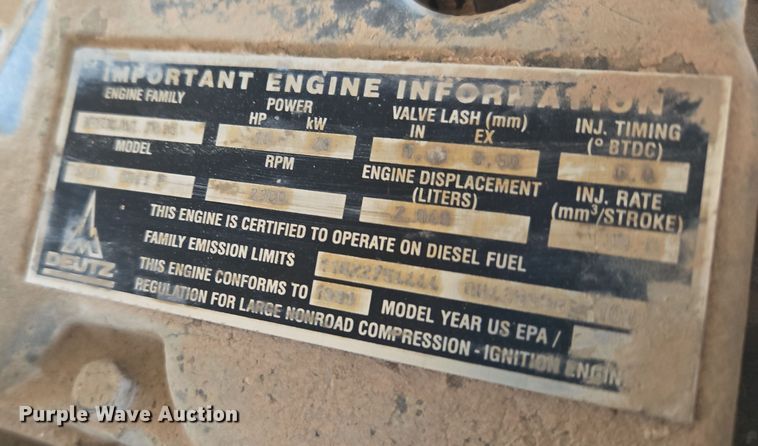 IMPORTANT ENGINE INFORMATION
ENGINE FAMILY
POWER
HP kW
VALVE LASH (mm)
IN EX
INJ. TIMING
(° BTDC)
MODEL
RPM
ENGINE DISPLACEMENT
(LITERS)
INJ. RATE
(mm³/STROKE)
DEUTZ
THIS ENGINE IS CERTIFIED TO OPERATE ON DIESEL FUEL
FAMILY EMISSION LIMITS
THIS ENGINE CONFORMS TO MODEL YEAR US EPA /
REGULATION FOR LARGE NONROAD COMPRESSION - IGNITION ENGIN
Purple Wave Auction